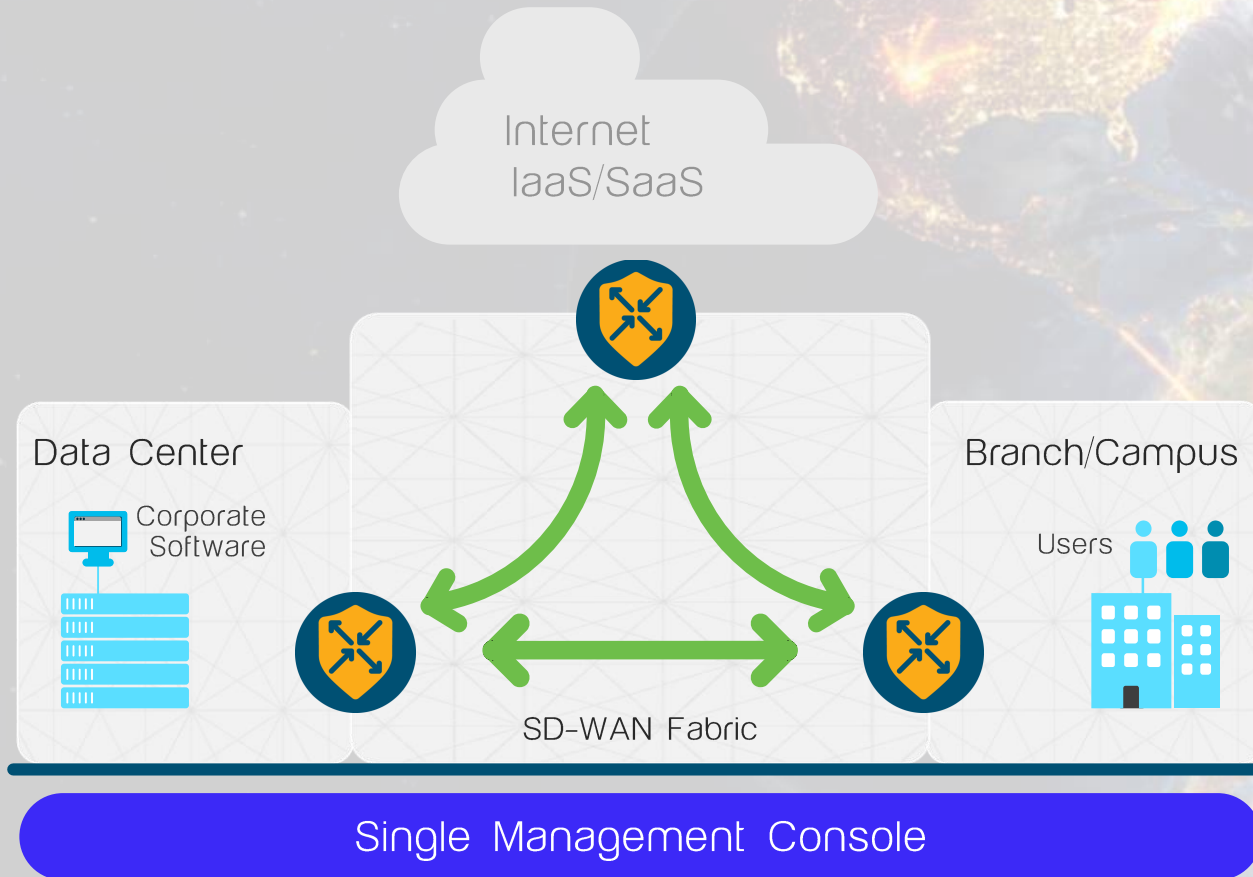 Internet
IaaS/SaaS
Data Center
Corporate
Software
Branch/Campus
Users
SD-WAN Fabric
Single Management Console